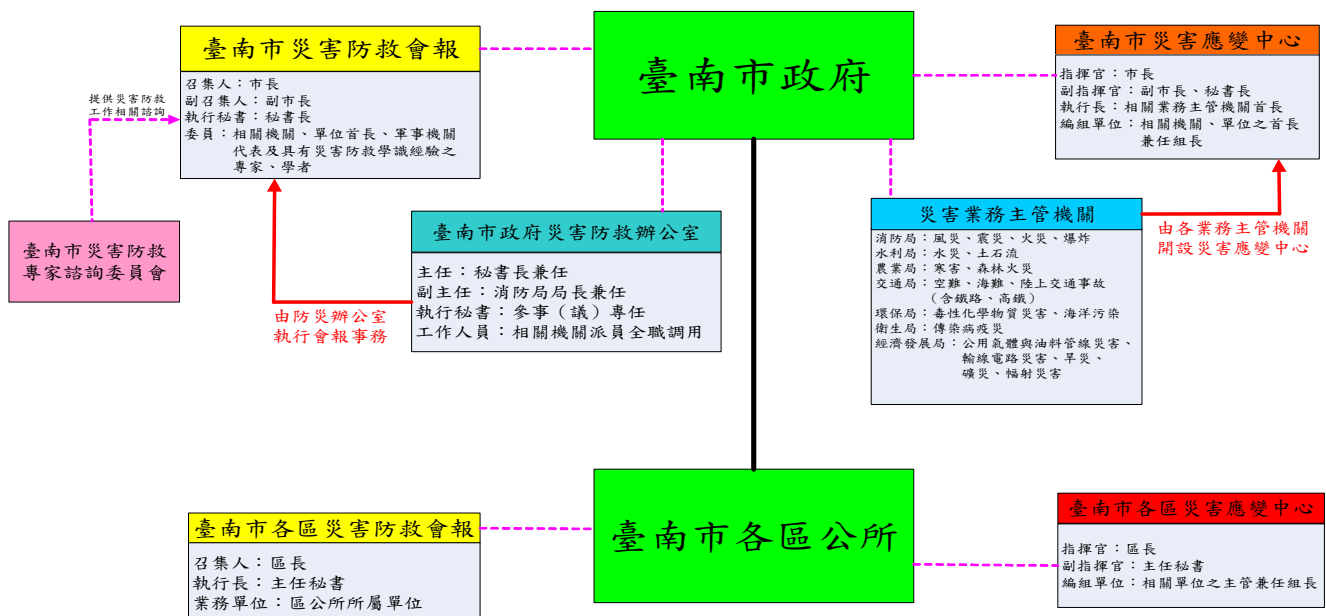 臺南市災害防救會報
召集人：市長
副召集人：副市長
執行秘書：秘書長
委員：相關機關、單位首長、軍事機關
代表及具有災害防救學識經驗之
專家、學者
臺南市政府
臺南市災害應變中心
指揮官：市長
副指揮官：副市長、秘書長
執行長：相關業務主管機關首長
編組單位：相關機關、單位之首長
兼任組長
提供災害防救
工作相關諮詢
臺南市災害防救
專家諮詢委員會
由防災辦公室
執行會報事務
臺南市政府災害防救辦公室
主任：秘書長兼任
副主任：消防局局長兼任
執行秘書：參事（議）專任
工作人員：相關機關派員全職調用
災害業務主管機關
消防局：風災、震災、火災、爆炸
水利局：水災、土石流
農業局：寒害、森林火災
交通局：空難、海難、陸上交通事故
（含鐵路、高鐵）
環保局：毒性化學物質災害、海洋污染
衛生局：傳染病疫災
經濟發展局：公用氣體與油料管線災害、
輸線電路災害、旱災、
礦災、幅射災害
由各業務主管機關
開設災害應變中心
臺南市各區災害防救會報
召集人：區長
執行長：主任秘書
業務單位：區公所所屬單位
臺南市各區公所
臺南市各區災害應變中心
指揮官：區長
副指揮官：主任秘書
編組單位：相關單位之主管兼任組長